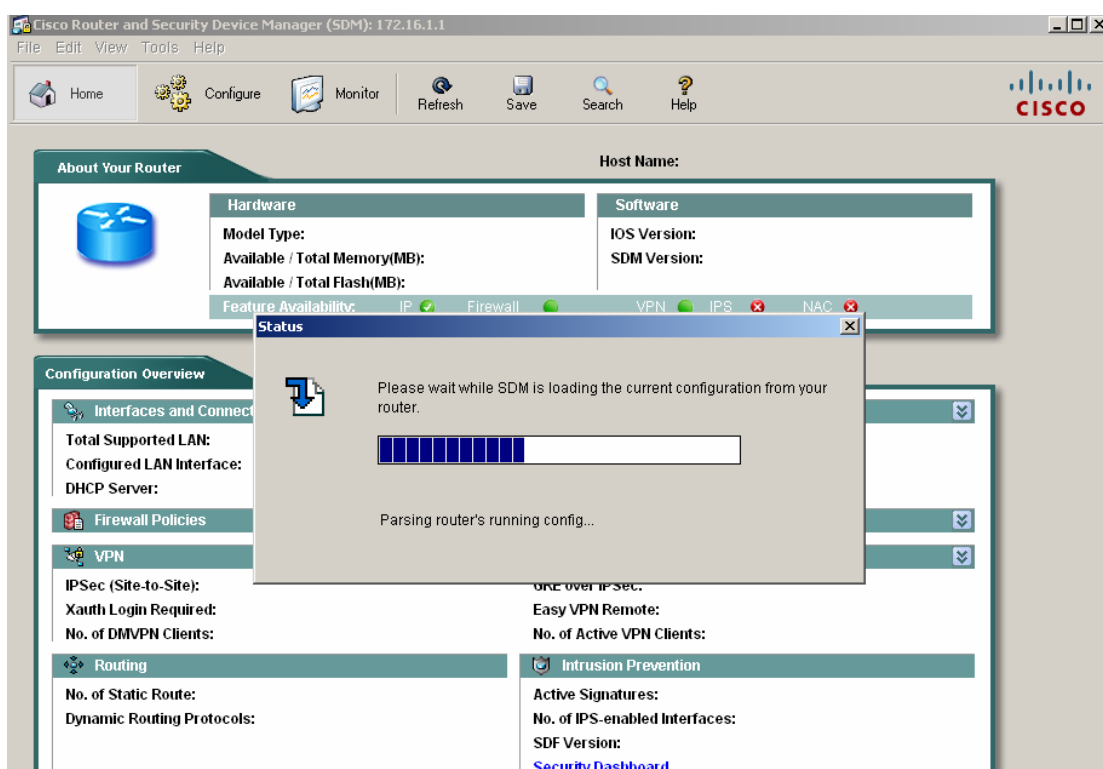 Cisco Router and Security Device Manager (SDM): 172.16.1.1
File Edit View Tools Help
Home Configure Monitor Refresh Save Search Help
CISCO
About Your Router Host Name:
Hardware Software
Model Type: IOS Version:
Available / Total Memory(MB): SDM Version:
Available / Total Flash(MB):
Feature Availability: IP Firewall VPN IPS NAC
Status
Please wait while SDM is loading the current configuration from your
router.
Parsing router's running config...
Configuration Overview
Interfaces and Connect
Total Supported LAN:
Configured LAN Interface:
DHCP Server:
Firewall Policies
VPN
IPSec (Site-to-Site): GRE over IPSec:
Xauth Login Required: Easy VPN Remote:
No. of DMVPN Clients: No. of Active VPN Clients:
Routing Intrusion Prevention
No. of Static Route: Active Signatures:
Dynamic Routing Protocols: No. of IPS-enabled Interfaces:
SDF Version:
Security Dashboard